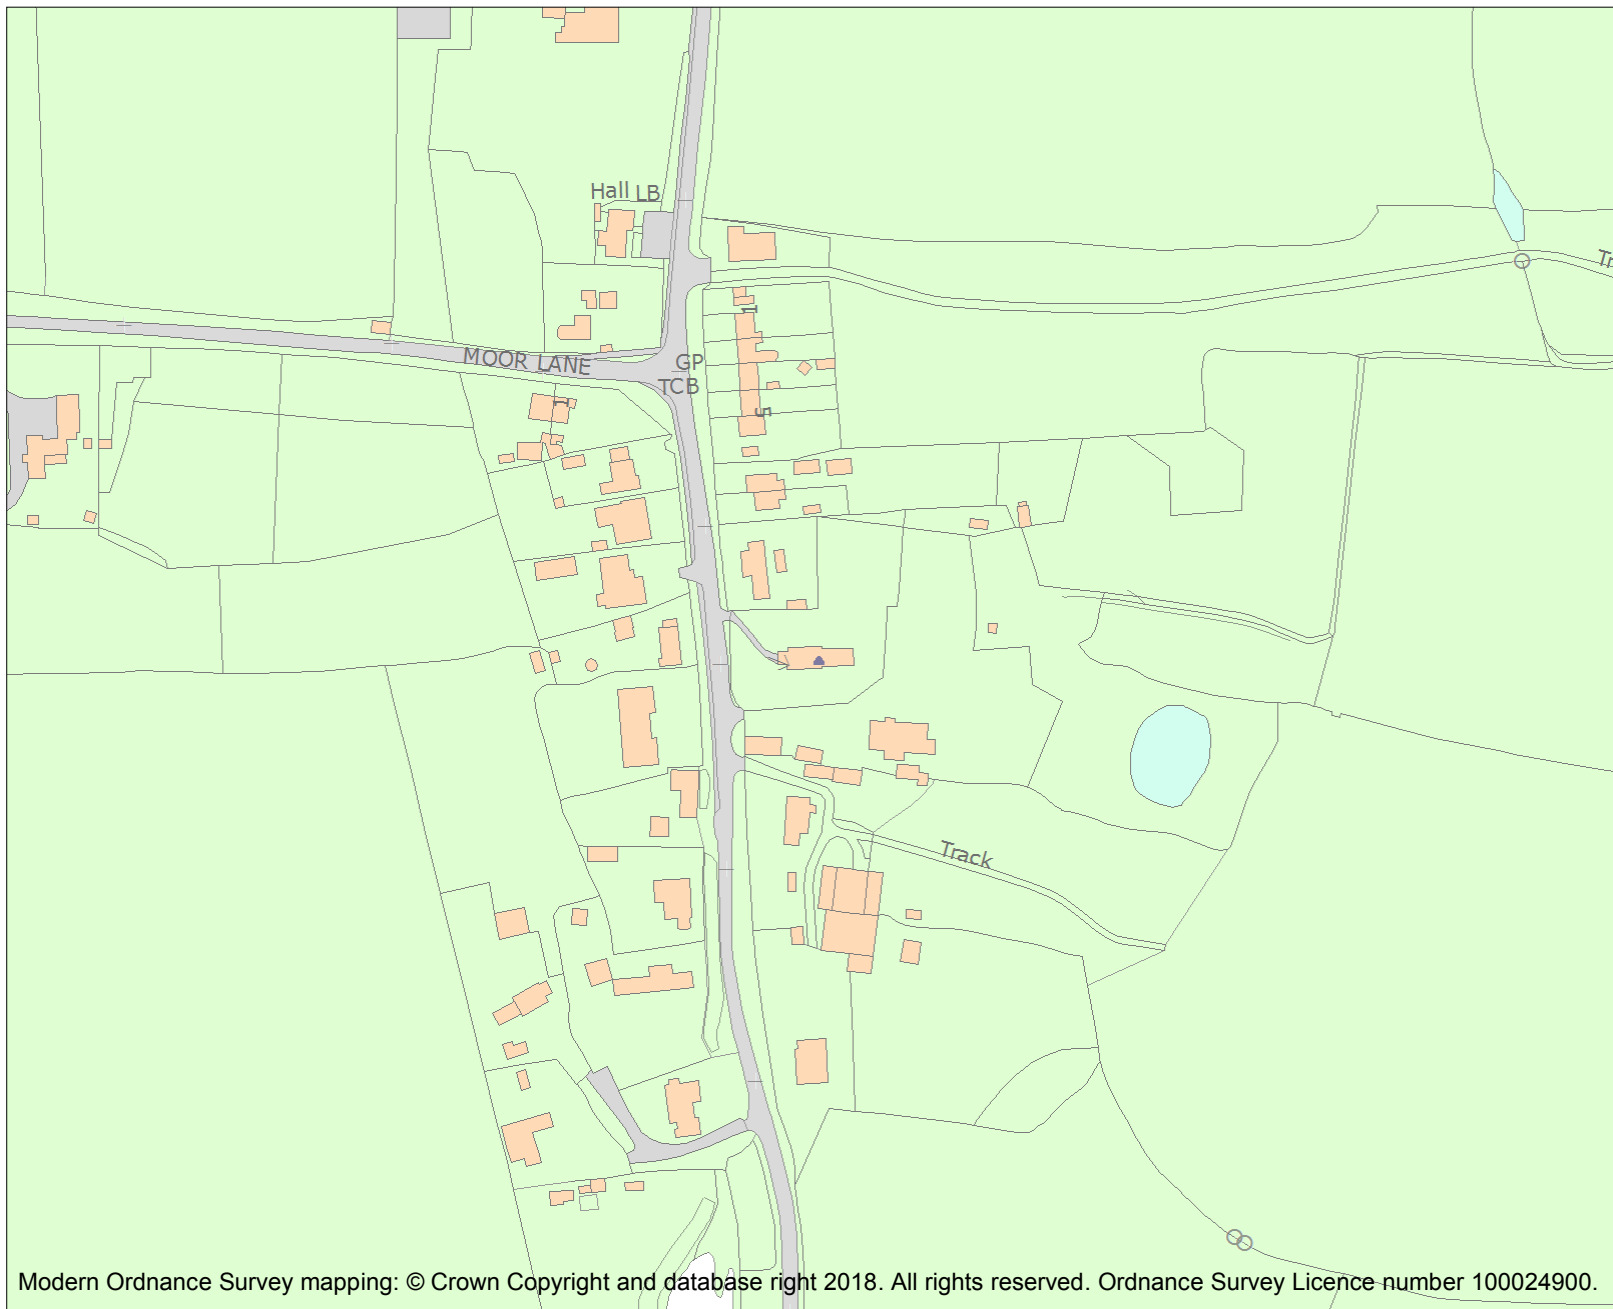 Hall LB
Tr
1
MOOR LANE
GP
TCB
1
5
Track
Modern Ordnance Survey mapping: © Crown Copyright and database right 2018. All rights reserved. Ordnance Survey Licence number 100024900.